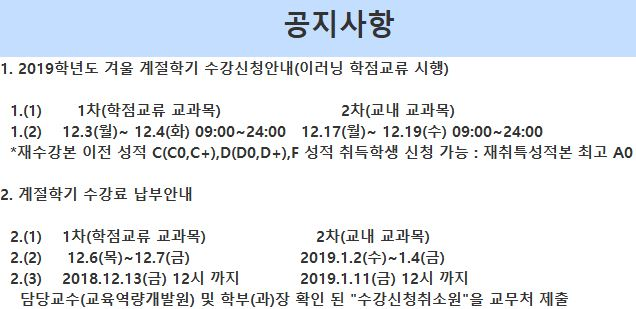 공지사항
1. 2019학년도 겨울 계절학기 수강신청안내(이러닝 학점교류 시행)
1.(1) 1차(학점교류 교과목) 2차(교내 교과목)
1.(2) 12.3(월)~ 12.4(화) 09:00~24:00 12.17(월)~ 12.19(수) 09:00~24:00
*재수강본 이전 성적 C(C0,C+),D(D0,D+),F 성적 취득학생 신청 가능 : 재취특성적본 최고 A0
2. 계절학기 수강료 납부안내
2.(1) 1차(학점교류 교과목) 2차(교내 교과목)
2.(2) 12.6(목)~12.7(금) 2019.1.2(수)~1.4(금)
2.(3) 2018.12.13(금) 12시 까지 2019.1.11(금) 12시 까지
담당교수(교육역량개발원) 및 학부(과)장 확인 된 "수강신청취소원"을 교무처 제출